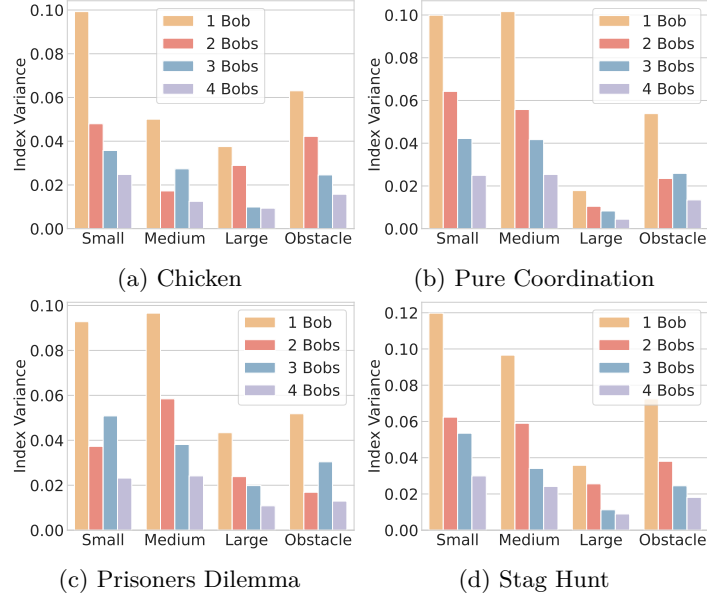 0.10
0.08
0.06
0.04
0.02
0.00
Index Variance
1 Bob
2 Bobs
3 Bobs
4 Bobs
Small Medium Large Obstacle
(a) Chicken
0.10
0.08
0.06
0.04
0.02
0.00
Index Variance
1 Bob
2 Bobs
3 Bobs
4 Bobs
Small Medium Large Obstacle
(b) Pure Coordination
0.10
0.08
0.06
0.04
0.02
0.00
Index Variance
1 Bob
2 Bobs
3 Bobs
4 Bobs
Small Medium Large Obstacle
(c) Prisoners Dilemma
0.12
0.10
0.08
0.06
0.04
0.02
0.00
Index Variance
1 Bob
2 Bobs
3 Bobs
4 Bobs
Small Medium Large Obstacle
(d) Stag Hunt